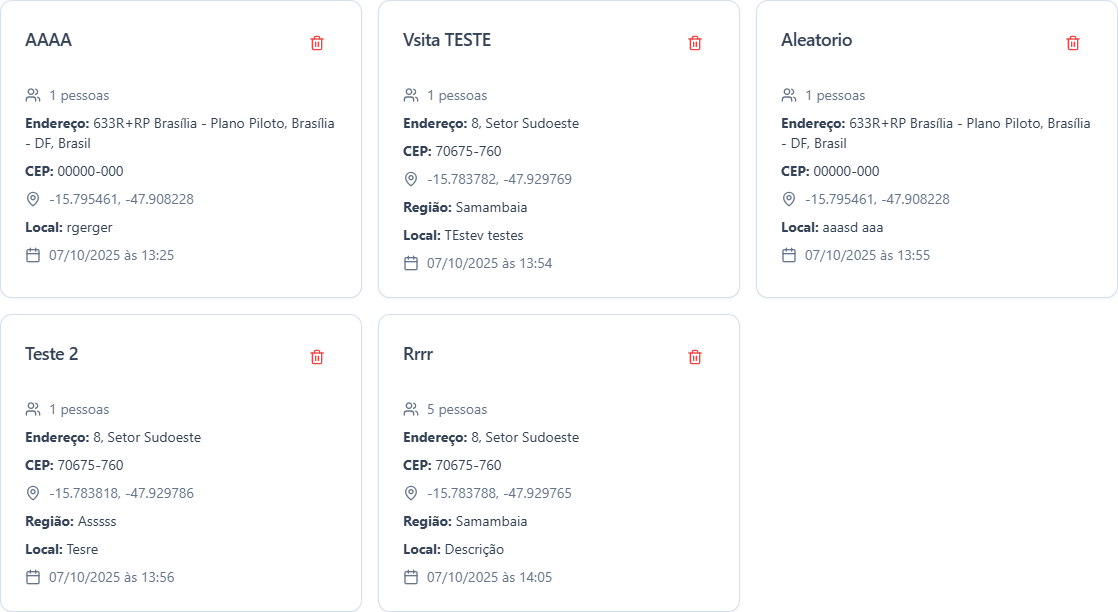 AAAA
1 pessoas
Endereço: 633R+RP Brasília - Plano Piloto, Brasília
- DF, Brasil
CEP: 00000-000
-15.795461, -47.908228
Local: rgerger
07/10/2025 às 13:25
Vsita TESTE
1 pessoas
Endereço: 8, Setor Sudoeste
CEP: 70675-760
-15.783782, -47.929769
Região: Samambaia
Local: TEstev testes
07/10/2025 às 13:54
Aleatorio
1 pessoas
Endereço: 633R+RP Brasília - Plano Piloto, Brasília
- DF, Brasil
CEP: 00000-000
-15.795461, -47.908228
Local: aaasd aaa
07/10/2025 às 13:55
Teste 2
1 pessoas
Endereço: 8, Setor Sudoeste
CEP: 70675-760
-15.783818, -47.929786
Região: Asssss
Local: Tesre
07/10/2025 às 13:56
Rrrr
5 pessoas
Endereço: 8, Setor Sudoeste
CEP: 70675-760
-15.783788, -47.929765
Região: Samambaia
Local: Descrição
07/10/2025 às 14:05